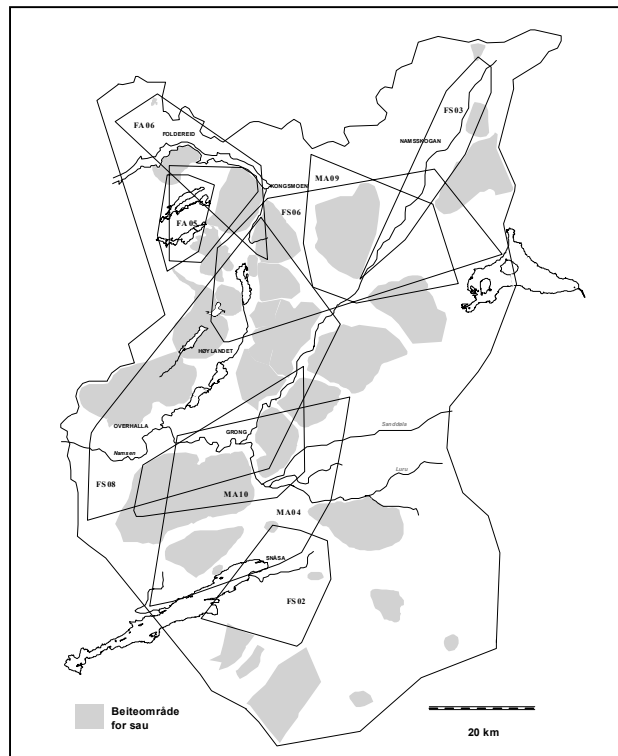 FS 03
FA 06
FOLDEREID
NAMSSKOGAN
MA 09
KONGSMOEN
FS 06
FA 05
HØYLANDET
OVERHALLA
Sanddøla
GRONG
Namsen
Luru
FS 08
MA 10
MA 04
SNÅSA
FS 02
Beiteområde
for sau
20 km